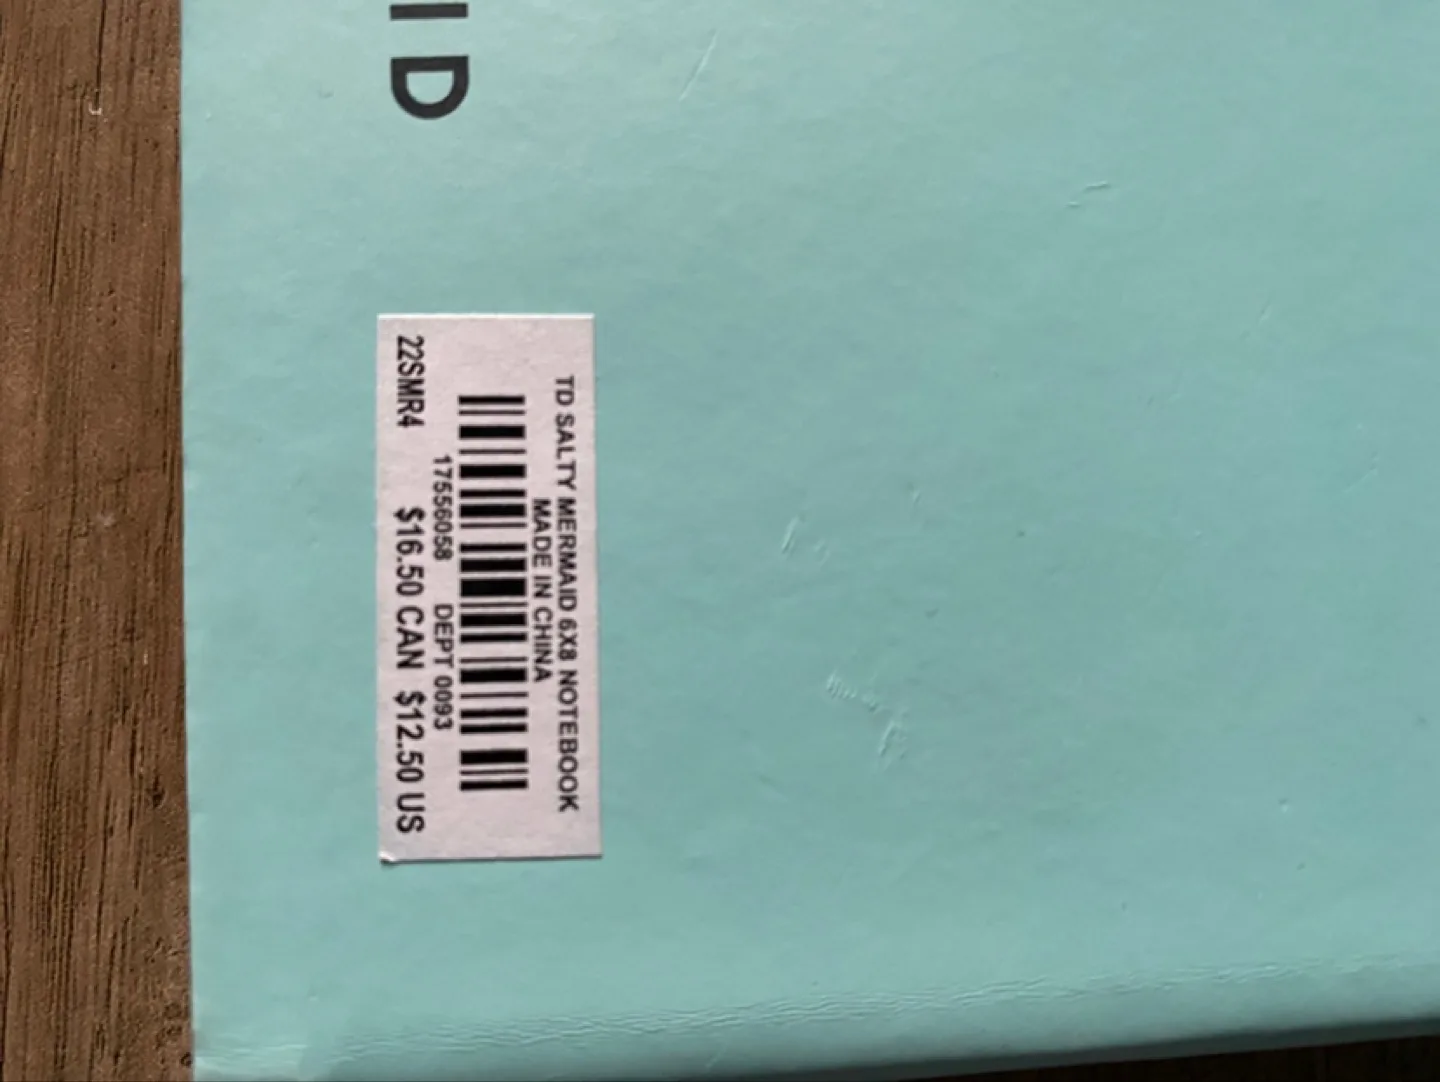 ID
TD SALTY MERMAID 6X8 NOTEBOOK
MADE IN CHINA
17556058 DEPT 0093
22SMR4 $16.50 CAN $12.50 US